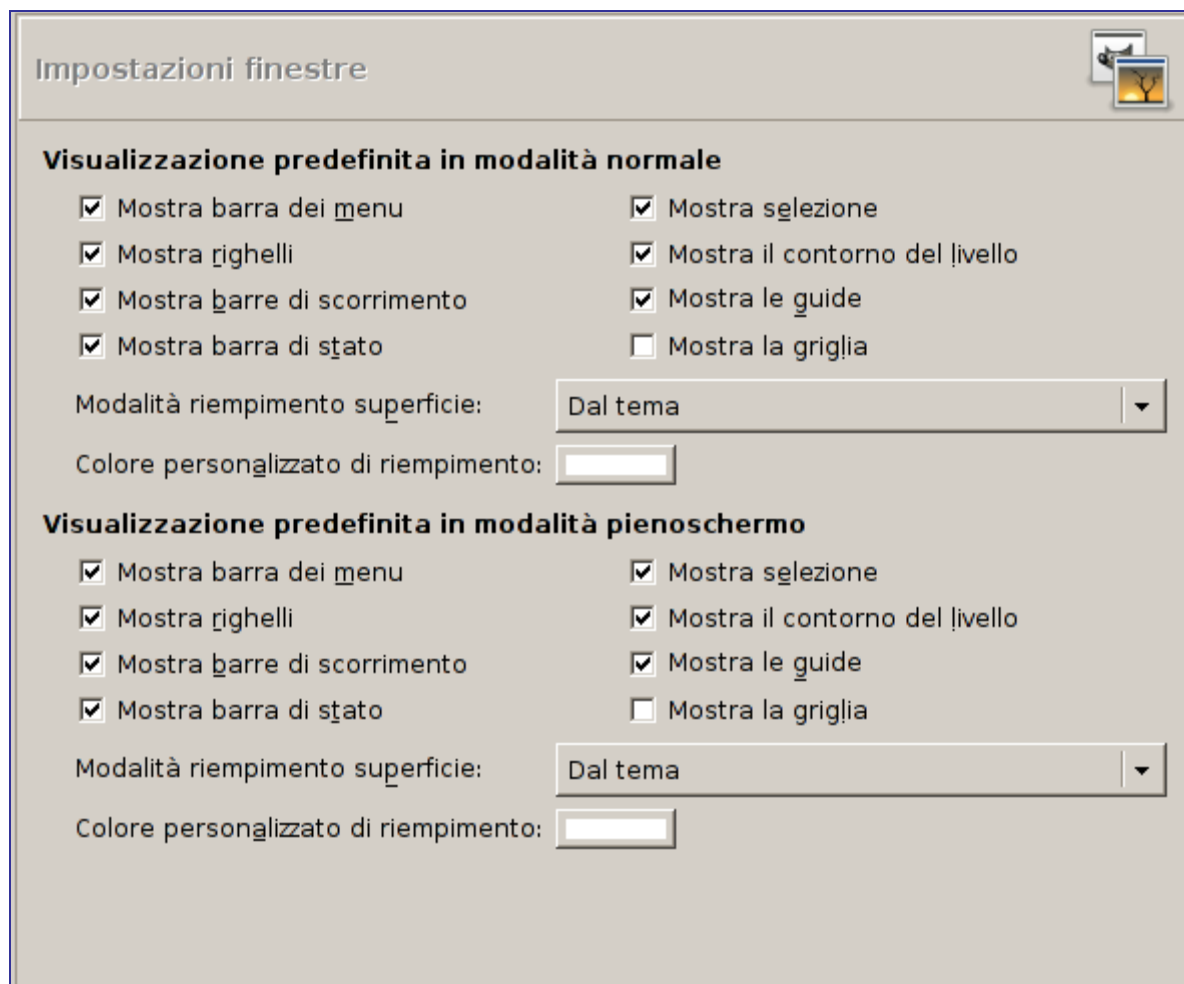 Impostazioni finestre
Visualizzazione predefinita in modalità normale
Mostra barra dei menu
Mostra selezione
Mostra righelli
Mostra il contorno del livello
Mostra barre di scorrimento
Mostra le guide
Mostra barra di stato
Mostra la griglia
Modalità riempimento superficie: Dal tema
Colore personalizzato di riempimento:
Visualizzazione predefinita in modalità pienoschermo
Mostra barra dei menu
Mostra selezione
Mostra righelli
Mostra il contorno del livello
Mostra barre di scorrimento
Mostra le guide
Mostra barra di stato
Mostra la griglia
Modalità riempimento superficie: Dal tema
Colore personalizzato di riempimento: